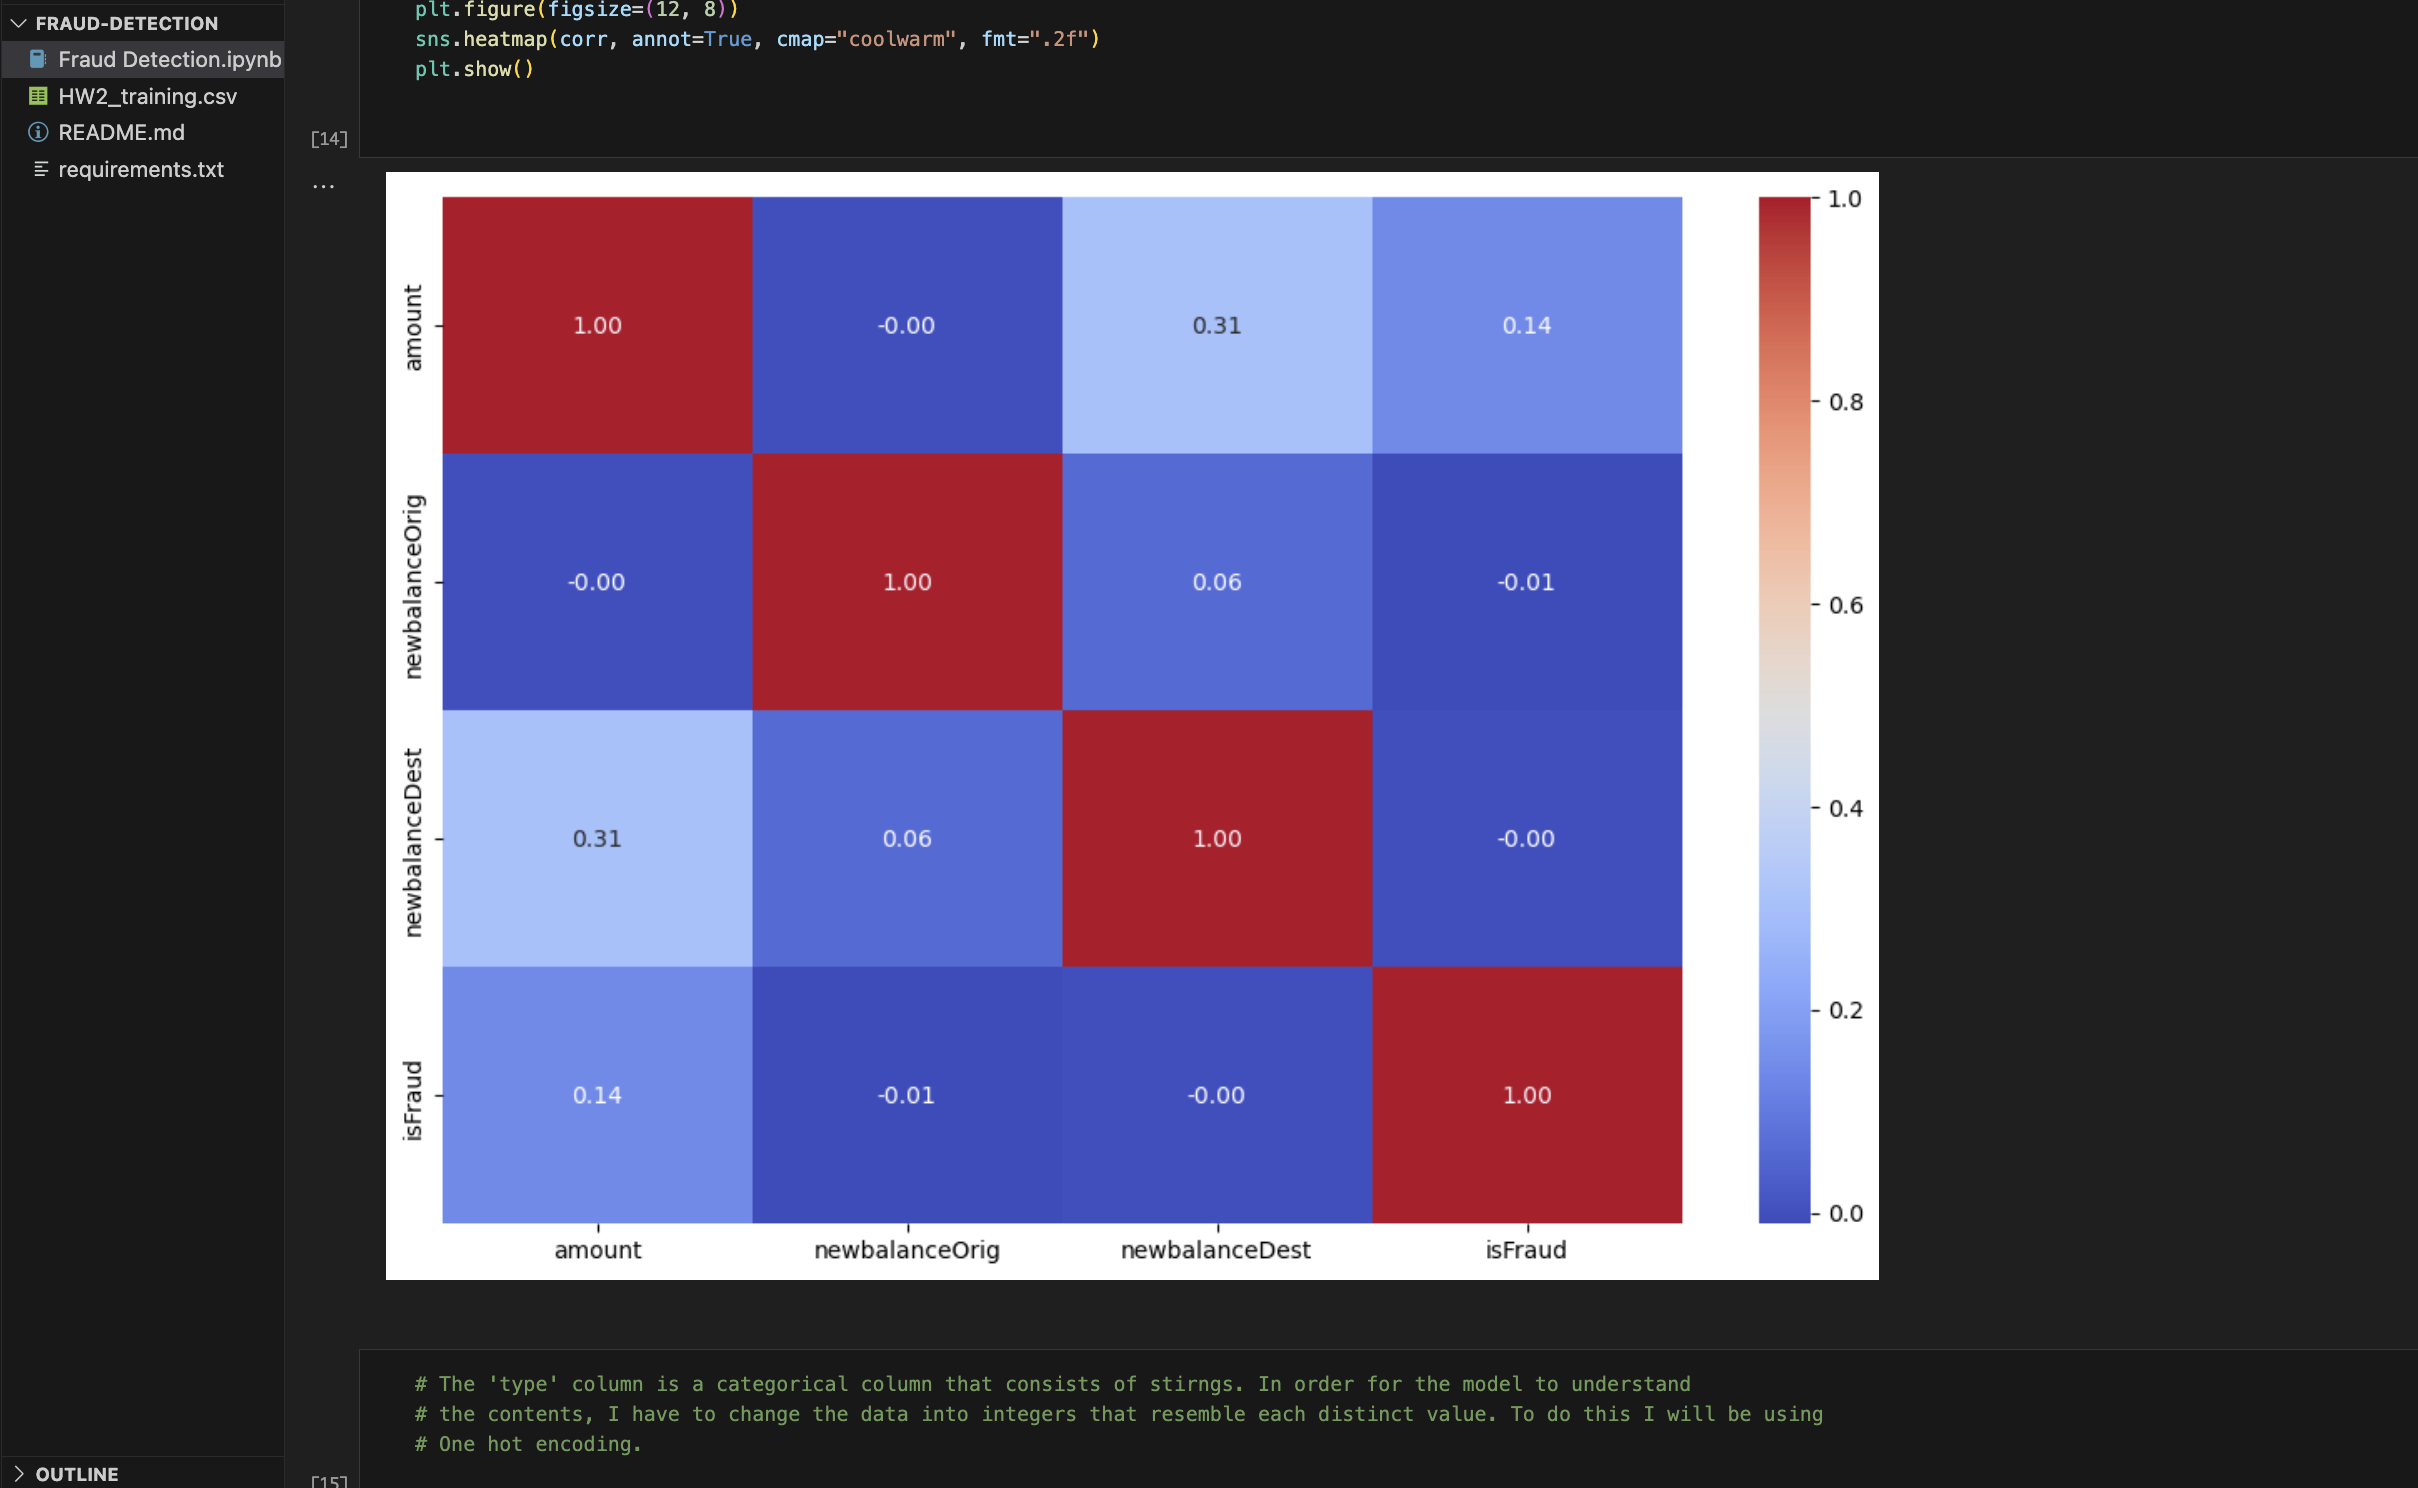 FRAUD-DETECTION
Fraud Detection.ipynb
HW2_training.csv
README.md
requirements.txt
OUTLINE
plt.figure(figsize=(12, 8))
sns.heatmap(corr, annot=True, cmap="coolwarm", fmt=".2f")
plt.show()
[14]
...
amount
1.00 -0.00 0.31 0.14
newbalanceOrig
-0.00 1.00 0.06 -0.01
newbalanceDest
0.31 0.06 1.00 -0.00
isFraud
0.14 -0.01 -0.00 1.00
amount newbalanceOrig newbalanceDest isFraud
1.0
0.8
0.6
0.4
0.2
0.0
# The 'type' column is a categorical column that consists of stirngs. In order for the model to understand
# the contents, I have to change the data into integers that resemble each distinct value. To do this I will be using
# One hot encoding.
[15]